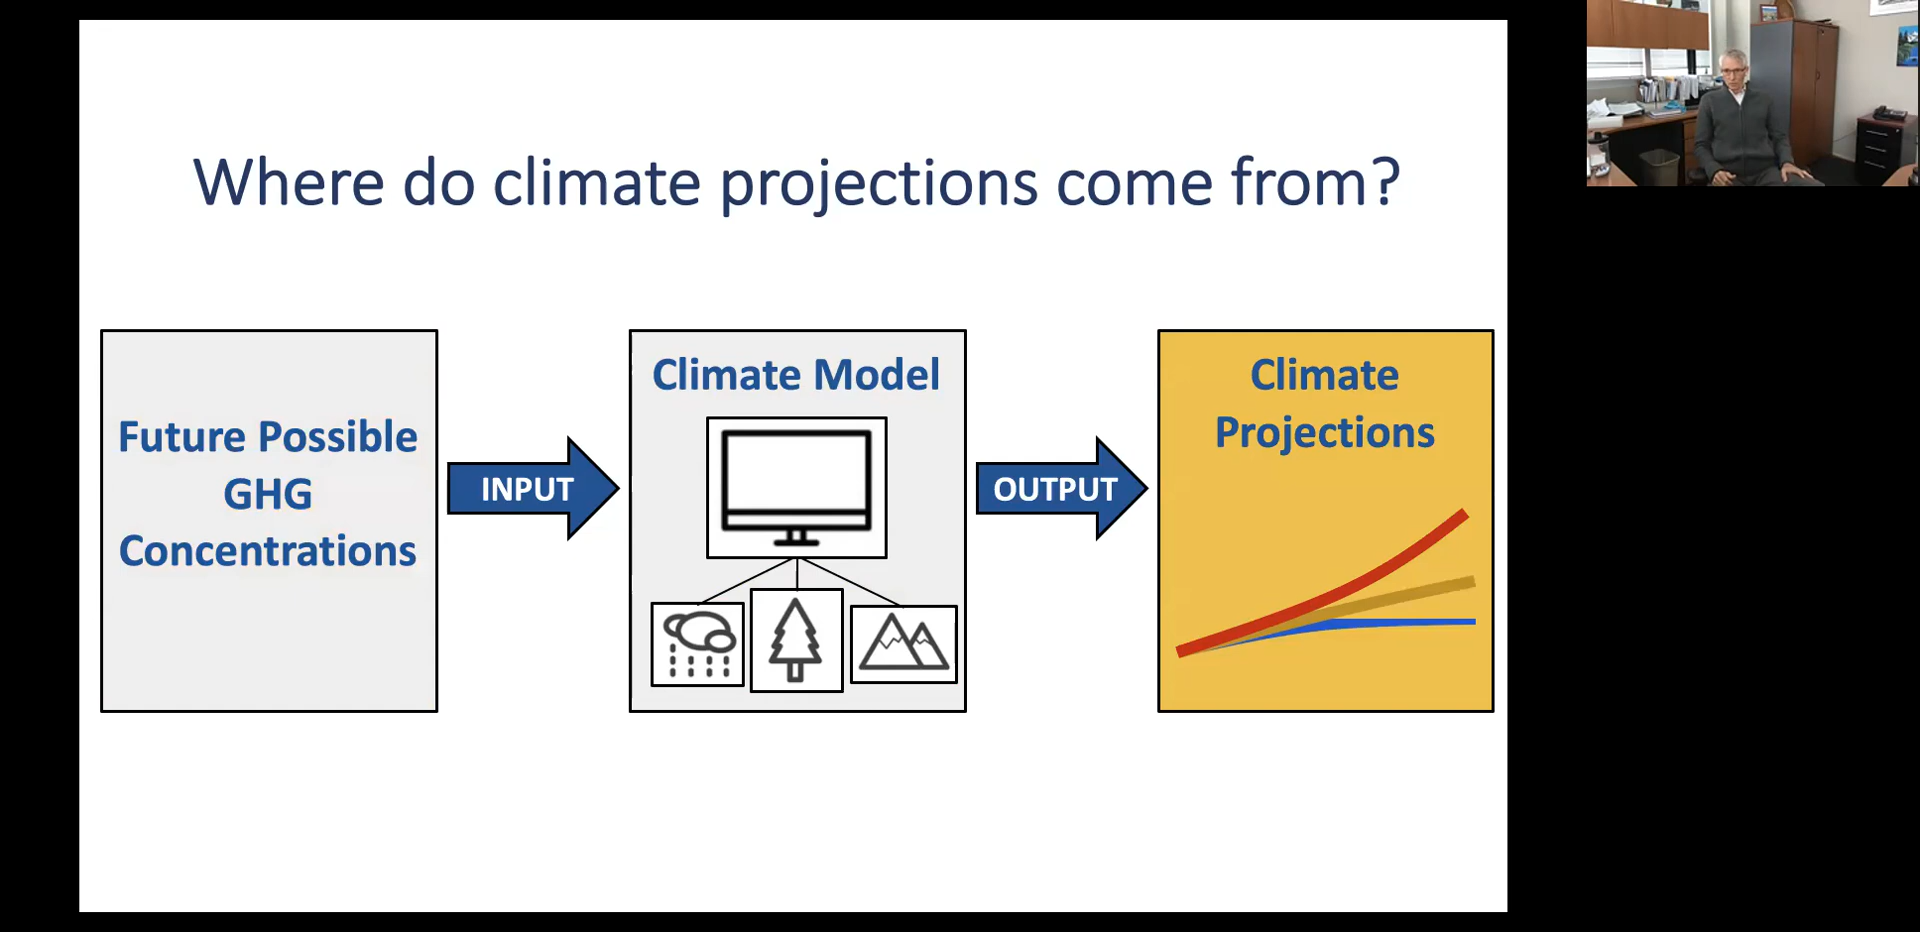 Where do climate projections come from?
Future Possible
GHG
Concentrations
INPUT
Climate Model
OUTPUT
Climate
Projections